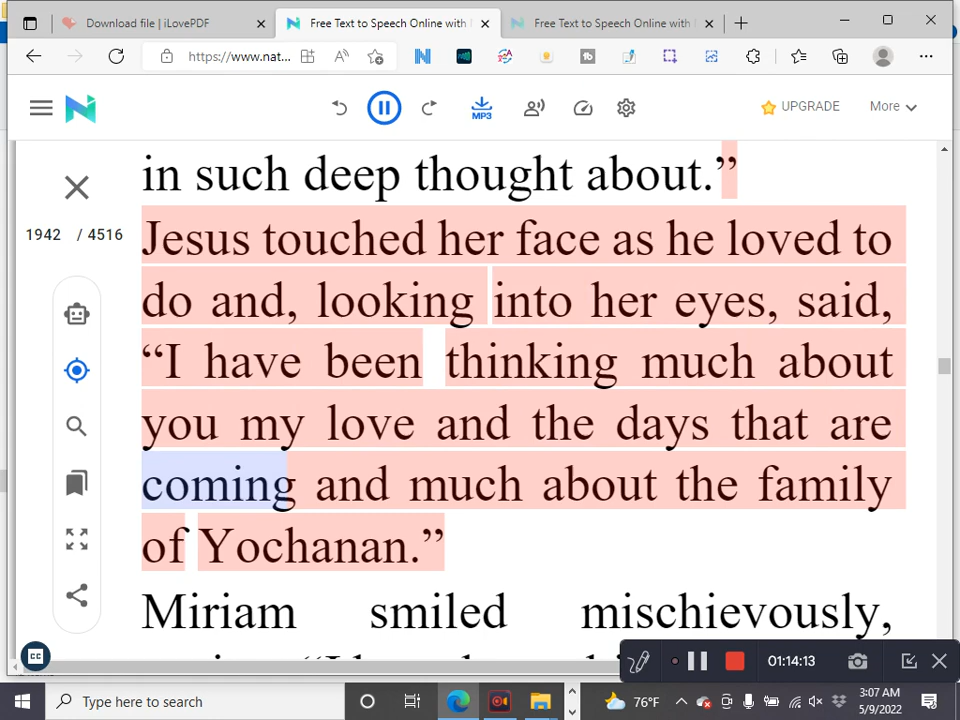 Download file | iLovePDF
Free Text to Speech Online with
Free Text to Speech Online with
https://www.nat...
UPGRADE
More
MP3
in such deep thought about.”
1942 / 4516
Jesus touched her face as he loved to
do and, looking into her eyes, said,
“I have been thinking much about
you my love and the days that are
coming and much about the family
of Yochanan.”
Miriam smiled mischievously,
CC
01:14:13
Type here to search
76°F
3:07 AM
5/9/2022